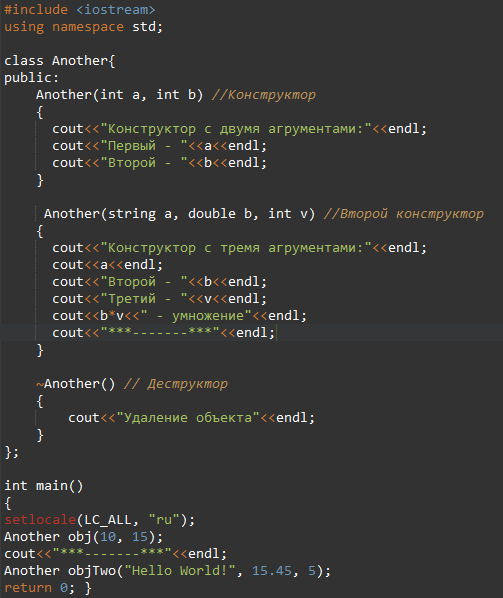 #include <iostream>
using namespace std;
class Another{
public:
Another(int a, int b) //Конструктор
{
cout<<"Конструктор с двумя агрументами:"<<endl;
cout<<"Первый - "<<a<<endl;
cout<<"Второй - "<<b<<endl;
}
Another(string a, double b, int v) //Второй конструктор
{
cout<<"Конструктор с тремя агрументами:"<<endl;
cout<<a<<endl;
cout<<"Второй - "<<b<<endl;
cout<<"Третий - "<<v<<endl;
cout<<b*v<<" - умножение"<<endl;
cout<<"***-------***"<<endl;
}
~Another() // Деструктор
{
cout<<"Удаление объекта"<<endl;
}
};
int main()
{
setlocale(LC_ALL, "ru");
Another obj(10, 15);
cout<<"***-------***"<<endl;
Another objTwo("Hello World!", 15.45, 5);
return 0; }